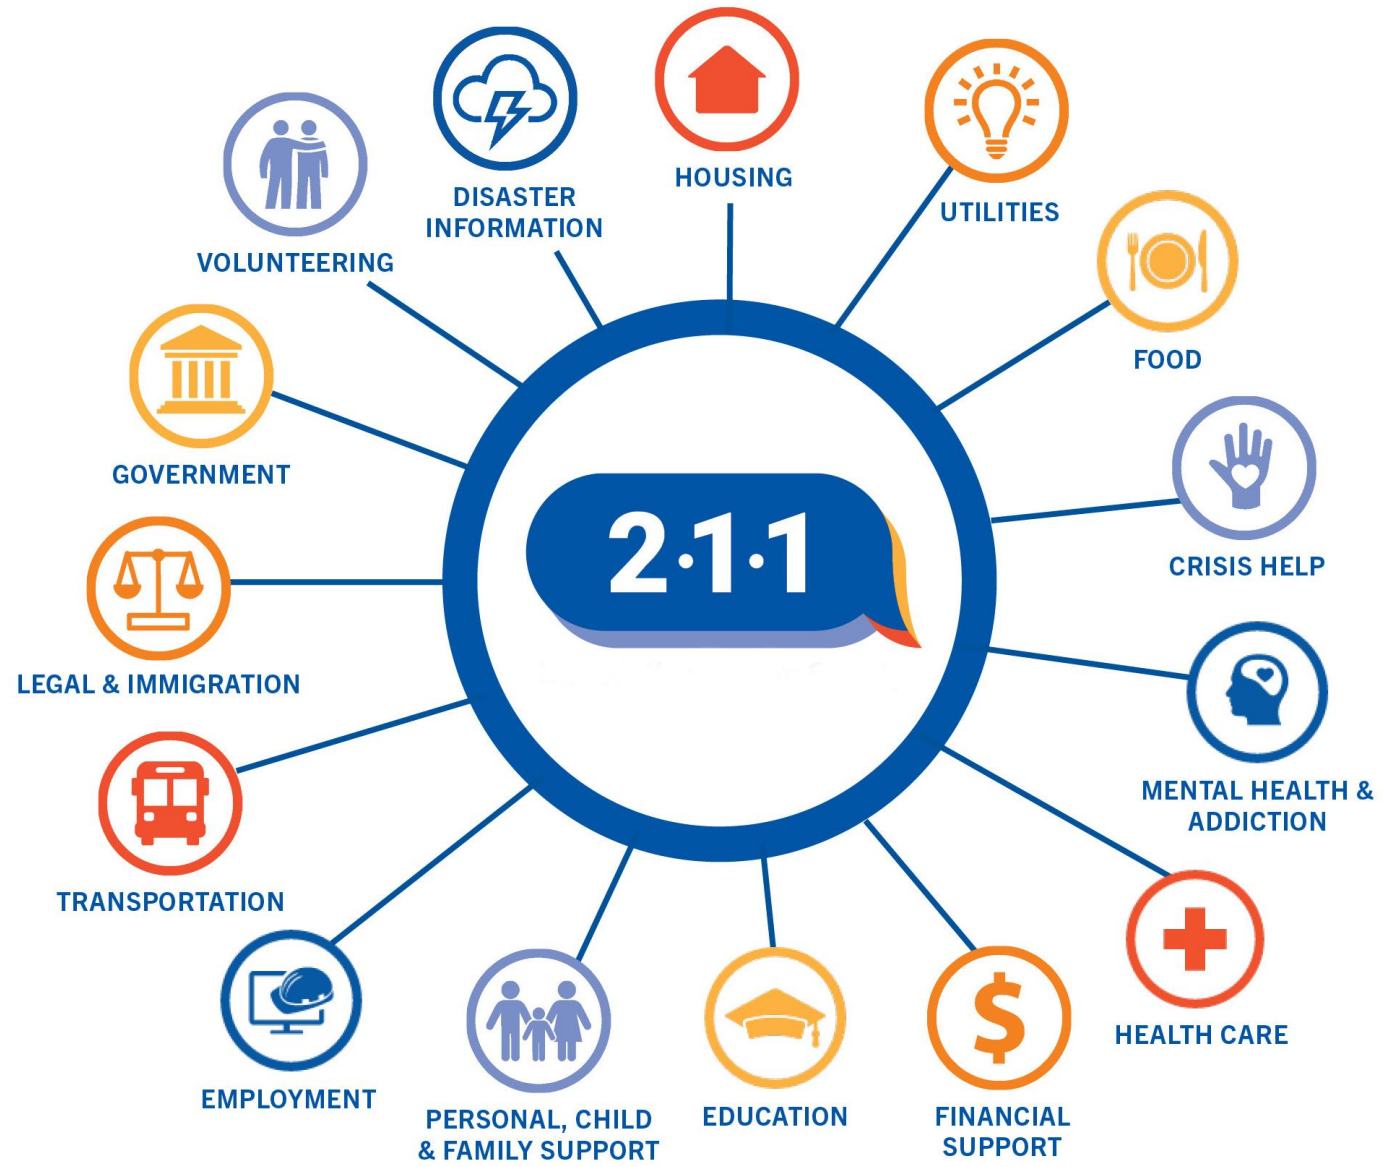 HOUSING
DISASTER
INFORMATION
UTILITIES
VOLUNTEERING
FOOD
GOVERNMENT
2·1·1
CRISIS HELP
LEGAL & IMMIGRATION
MENTAL HEALTH &
ADDICTION
TRANSPORTATION
HEALTH CARE
EMPLOYMENT
PERSONAL, CHILD
& FAMILY SUPPORT
EDUCATION
$
FINANCIAL
SUPPORT